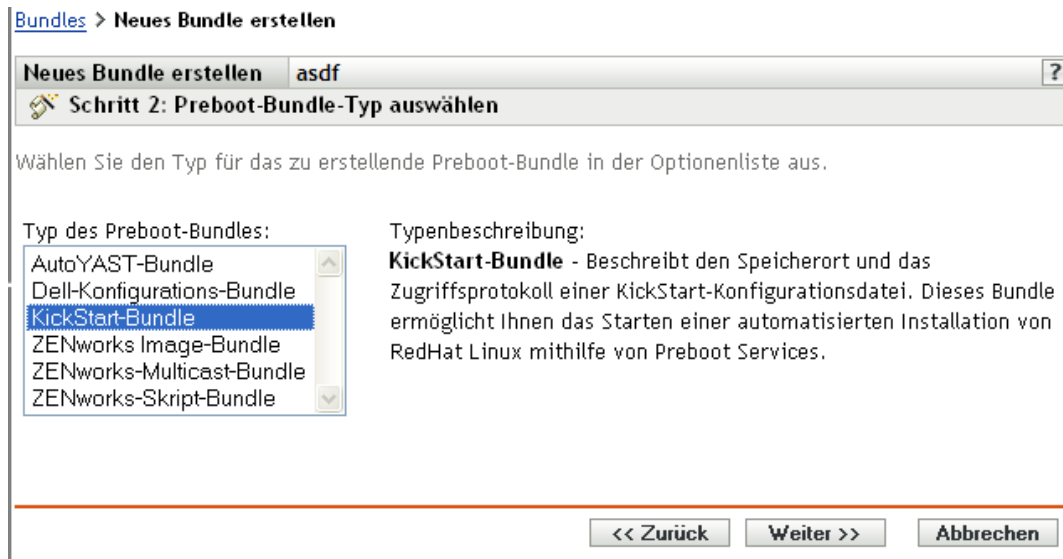 Bundles > Neues Bundle erstellen
Neues Bundle erstellen asdf ?
Schritt 2: Preboot-Bundle-Typ auswählen
Wählen Sie den Typ für das zu erstellende Preboot-Bundle in der Optionenliste aus.
Typ des Preboot-Bundles:
AutoYAST-Bundle
Dell-Konfigurations-Bundle
KickStart-Bundle
ZENworks Image-Bundle
ZENworks-Multicast-Bundle
ZENworks-Skript-Bundle
Typenbeschreibung:
KickStart-Bundle - Beschreibt den Speicherort und das
Zugriffsprotokoll einer KickStart-Konfigurationsdatei. Dieses Bundle
ermöglicht Ihnen das Starten einer automatisierten Installation von
RedHat Linux mithilfe von Preboot Services.
<< Zurück Weiter >> Abbrechen